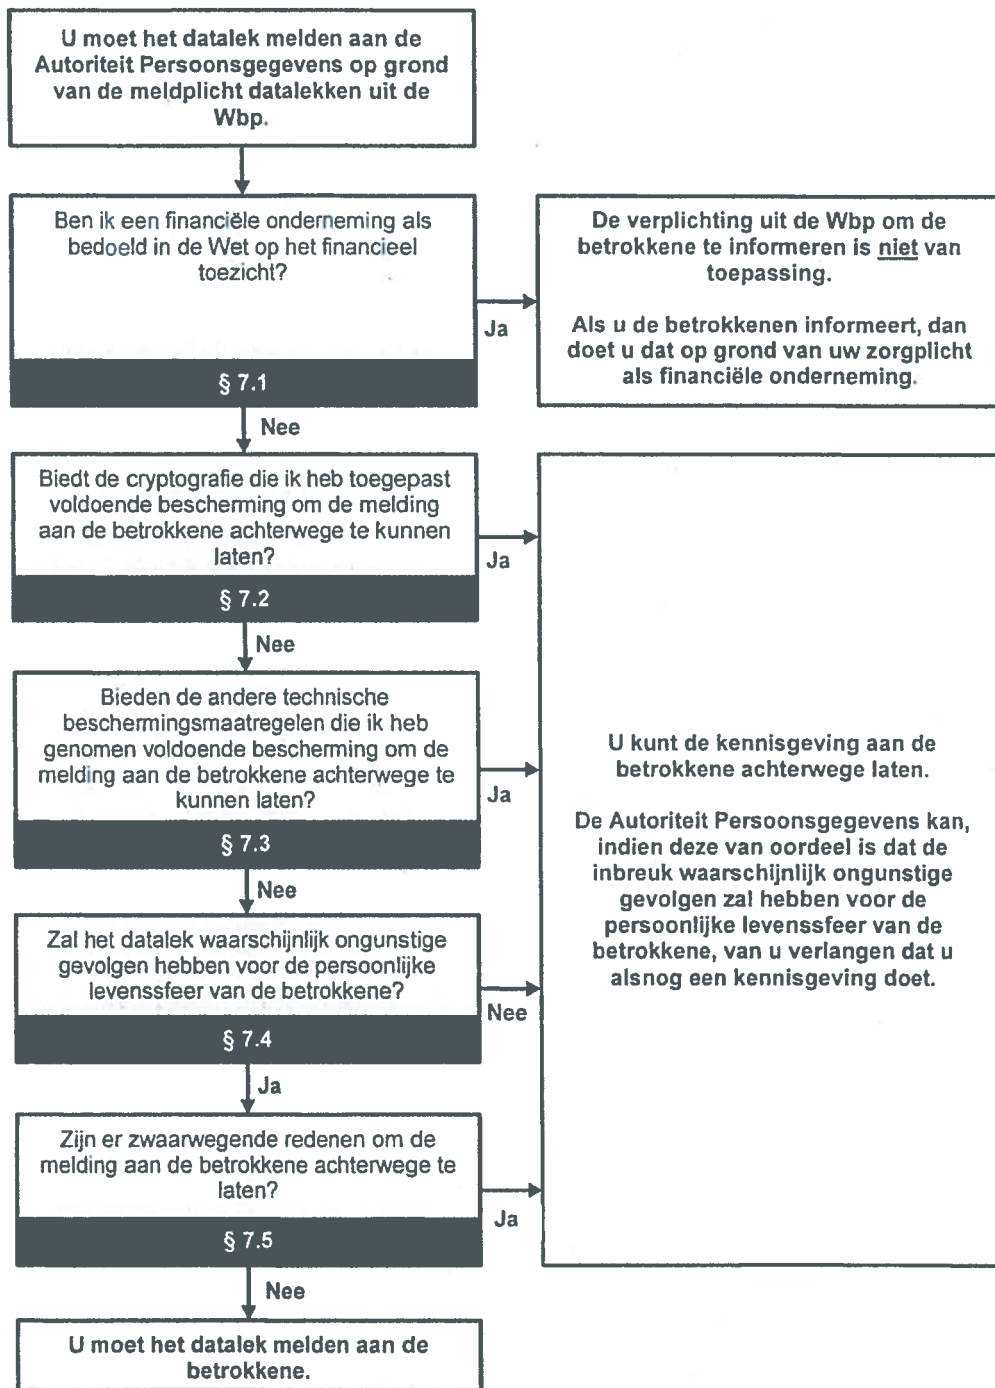 U moet het datalek melden aan de
Autoriteit Persoonsgegevens op grond
van de meldplicht datalekken uit de
Wbp.
Ben ik een financiële onderneming als
bedoeld in de Wet op het financieel
toezicht?
§ 7.1
Ja
De verplichting uit de Wbp om de
betrokkene te informeren is niet van
toepassing.
Als u de betrokkenen informeert, dan
doet u dat op grond van uw zorgplicht
als financiële onderneming.
Nee
Biedt de cryptografie die ik heb toegepast
voldoende bescherming om de melding
aan de betrokkene achterwege te kunnen
laten?
§ 7.2
Ja
Nee
Bieden de andere technische
beschermingsmaatregelen die ik heb
genomen voldoende bescherming om de
melding aan de betrokkene achterwege te
kunnen laten?
§ 7.3
Ja
Nee
Zal het datalek waarschijnlijk ongunstige
gevolgen hebben voor de persoonlijke
levenssfeer van de betrokkene?
§ 7.4
Nee
Ja
Zijn er zwaarwegende redenen om de
melding aan de betrokkene achterwege te
laten?
§ 7.5
Ja
Nee
U moet het datalek melden aan de
betrokkene.
U kunt de kennisgeving aan de
betrokkene achterwege laten.
De Autoriteit Persoonsgegevens kan,
indien deze van oordeel is dat de
inbreuk waarschijnlijk ongunstige
gevolgen zal hebben voor de
persoonlijke levenssfeer van de
betrokkene, van u verlangen dat u
alsnog een kennisgeving doet.